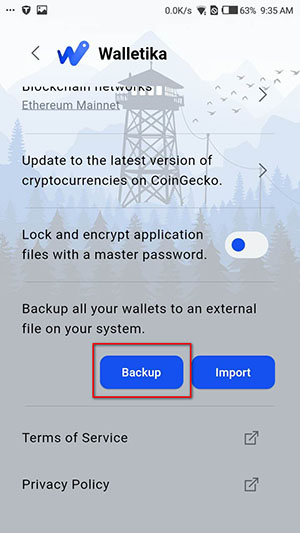 ... 0.0K/s 63% 9:35 AM
Walletika
Blockchain networks
Ethereum Mainnet
Update to the latest version of
cryptocurrencies on CoinGecko.
Lock and encrypt application
files with a master password.
Backup all your wallets to an external
file on your system.
Backup Import
Terms of Service
Privacy Policy